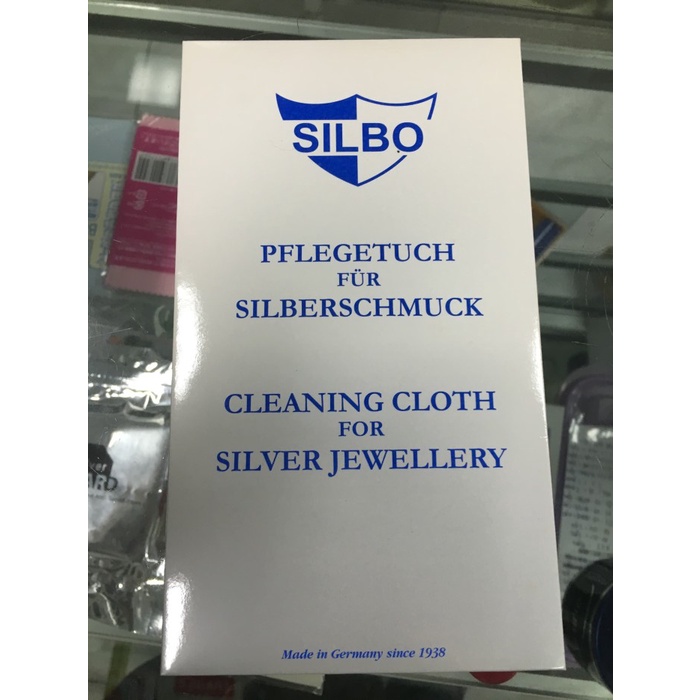 SILBO
PFLEGETUCH
FÜR
SILBERSCHMUCK
CLEANING CLOTH
FOR
SILVER JEWELLERY
Made in Germany since 1938